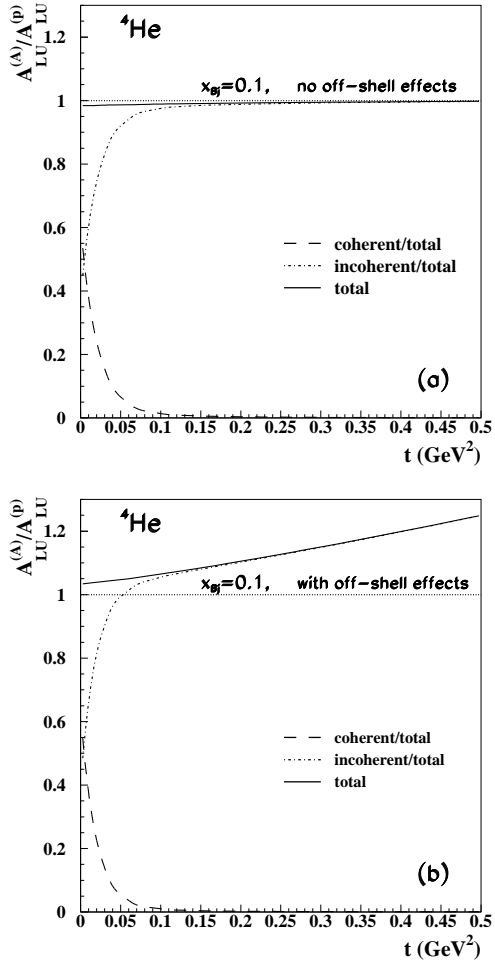 A_LU^(A)/A_LU^(p)
⁴He
1.2
x_Bj=0.1, no off-shell effects
1
0.8
0.6
coherent/total
incoherent/total
total
0.4
0.2
(a)
0
0 0.05 0.1 0.15 0.2 0.25 0.3 0.35 0.4 0.45 0.5
t (GeV²)
A_LU^(A)/A_LU^(p)
⁴He
1.2
x_Bj=0.1, with off-shell effects
1
0.8
0.6
coherent/total
incoherent/total
total
0.4
0.2
(b)
0
0 0.05 0.1 0.15 0.2 0.25 0.3 0.35 0.4 0.45 0.5
t (GeV²)